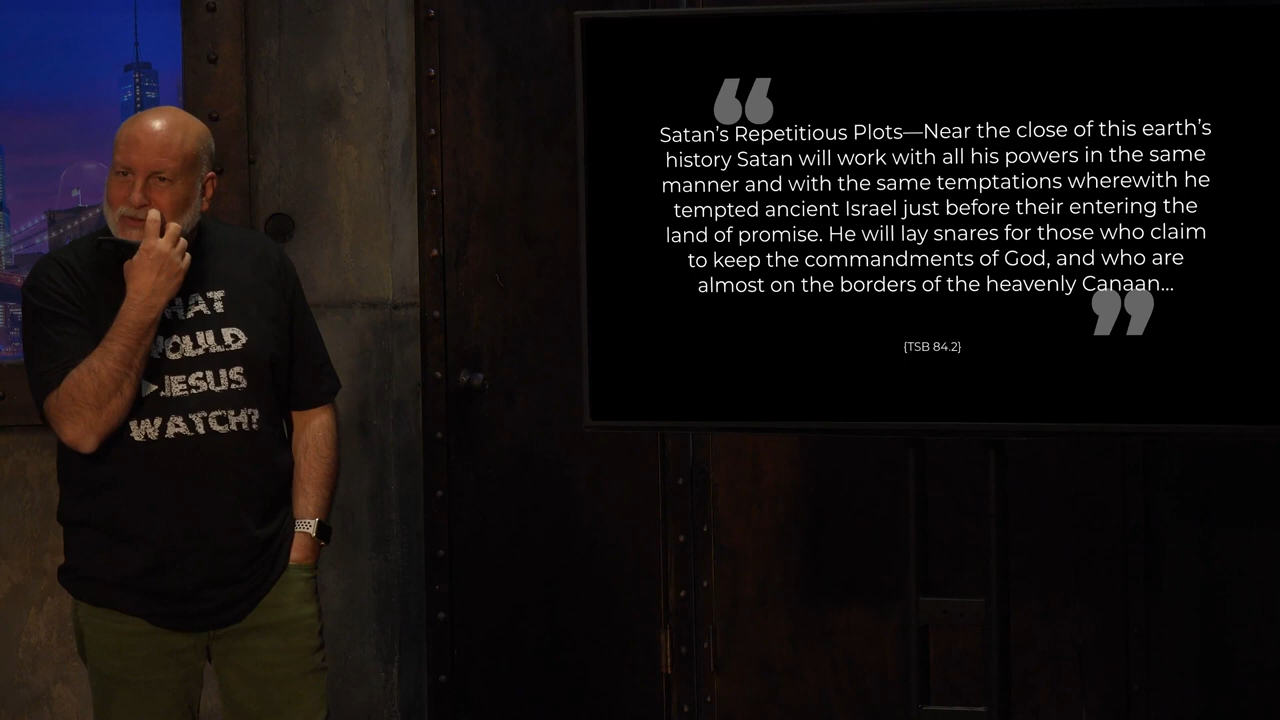 Satan’s Repetitious Plots—Near the close of this earth’s
history Satan will work with all his powers in the same
manner and with the same temptations wherewith he
tempted ancient Israel just before their entering the
land of promise. He will lay snares for those who claim
to keep the commandments of God, and who are
almost on the borders of the heavenly Canaan...
{TSB 84.2}
HAT
OULD
JESUS
WATCH?